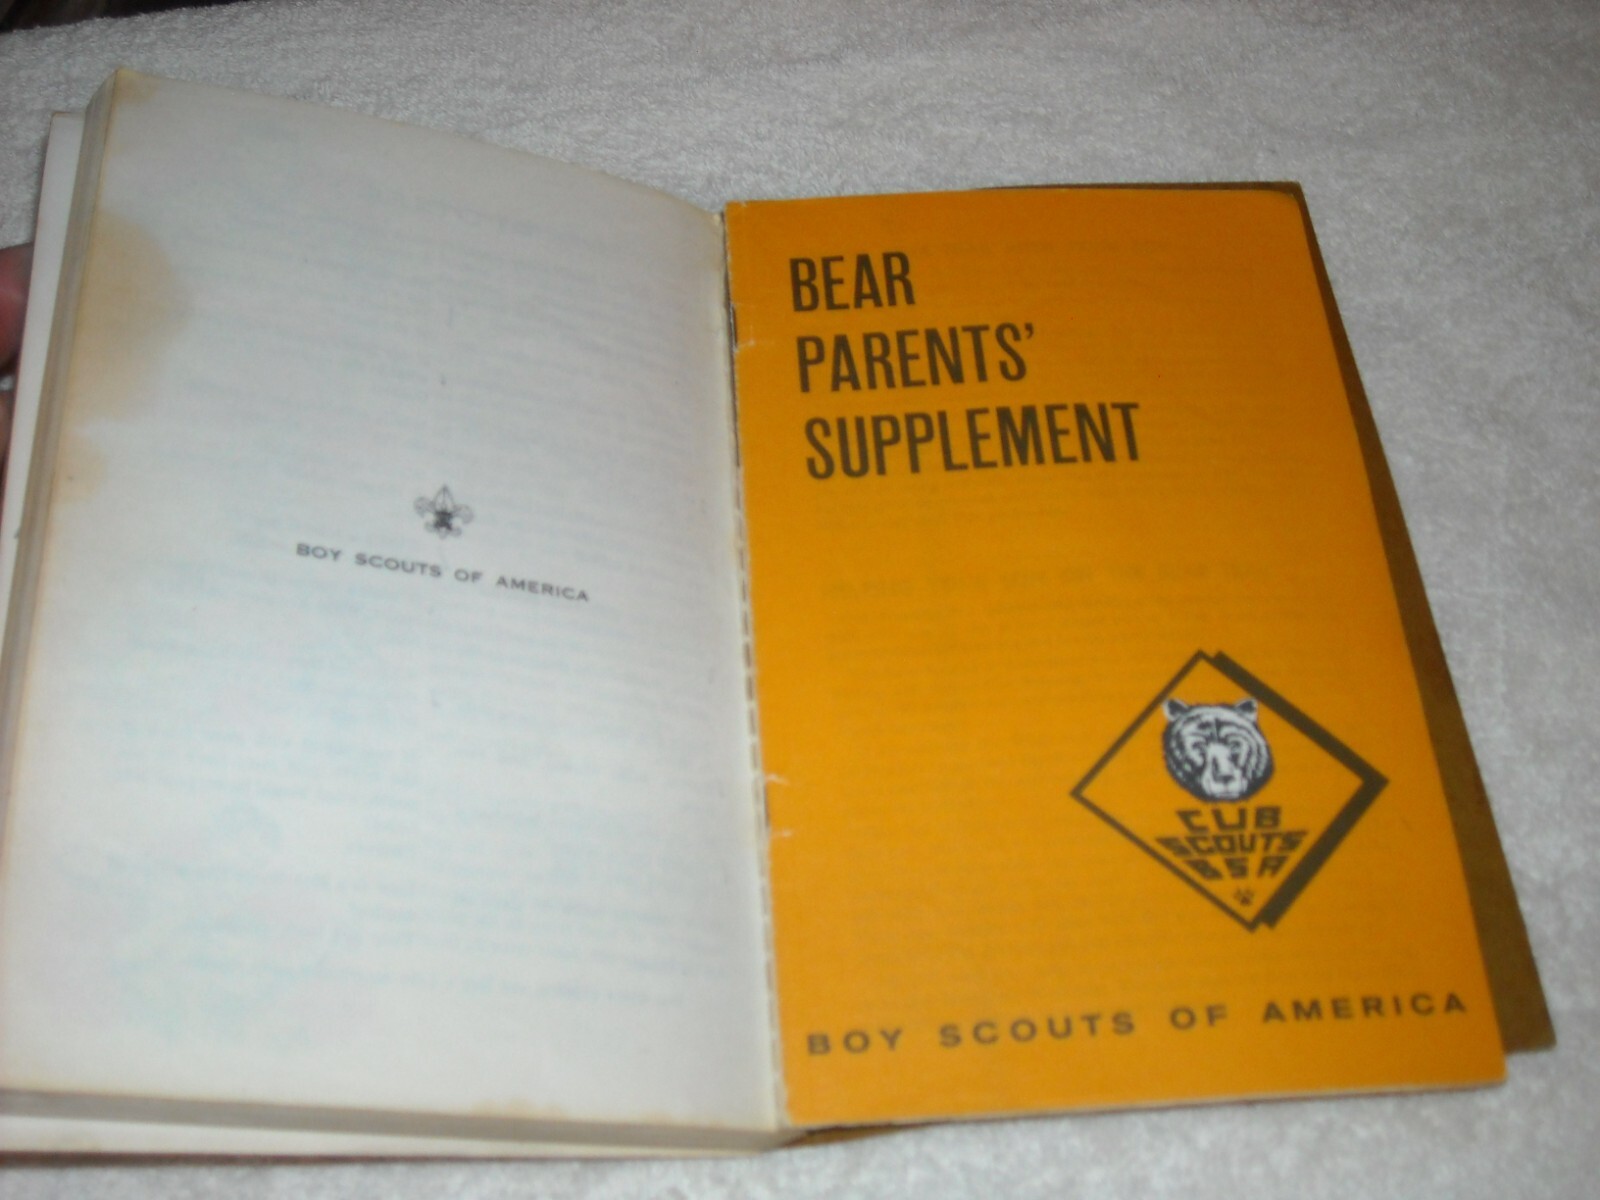 BOY SCOUTS OF AMERICA
BEAR
PARENTS'
SUPPLEMENT
CUB
SCOUTS
BSA
BOY SCOUTS OF AMERICA